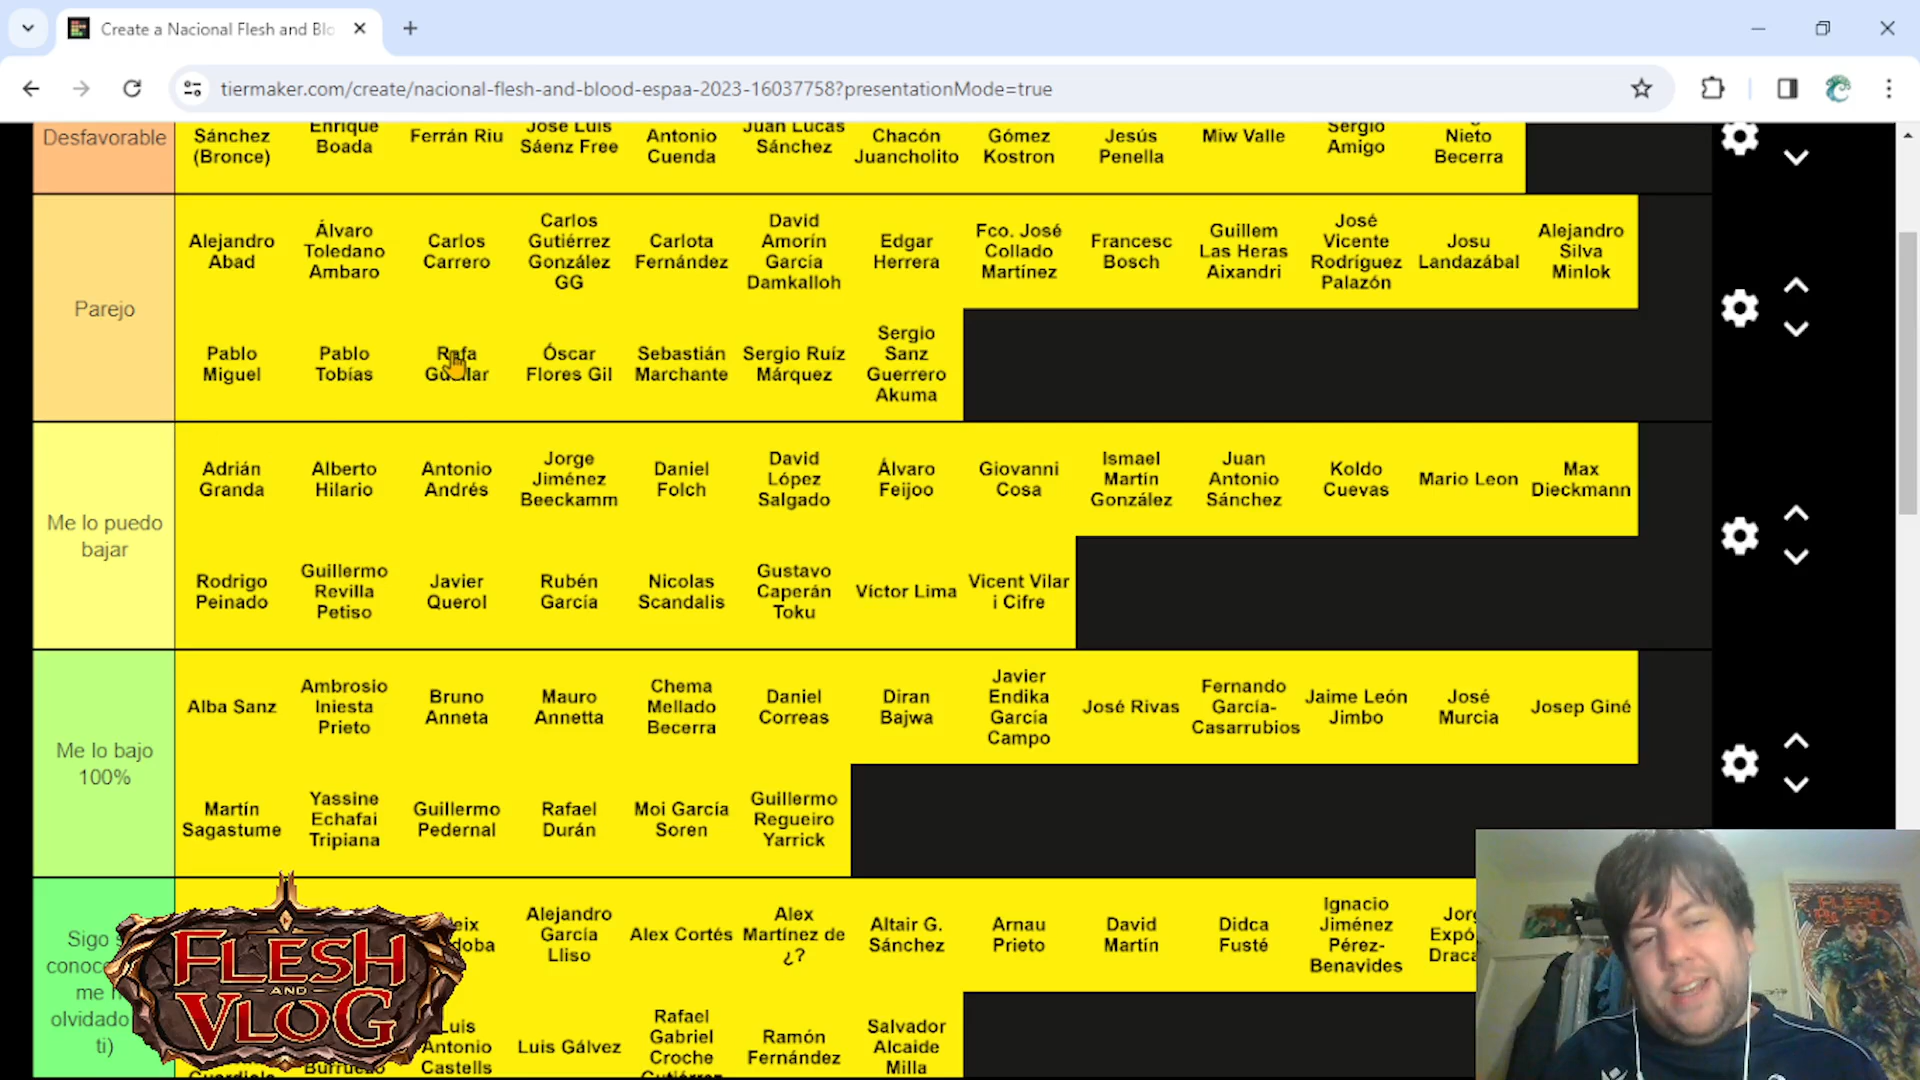 Create a Nacional Flesh and Blo
tiermaker.com/create/nacional-flesh-and-blood-espaa-2023-16037758?presentationMode=true
Desfavorable
Sánchez
(Bronce)
Enrique
Boada
Ferrán Riu
José Luis
Sáenz Free
Antonio
Cuenda
Juan Lucas
Sánchez
Chacón
Juancholito
Gómez
Kostron
Jesús
Penella
Miw Valle
Sergio
Amigo
Nieto
Becerra
Parejo
Alejandro
Abad
Álvaro
Toledano
Ambaro
Carlos
Carrero
Carlos
Gutiérrez
González
GG
Carlota
Fernández
David
Amorín
García
Damkalloh
Edgar
Herrera
Fco. José
Collado
Martínez
Francesc
Bosch
Guillem
Las Heras
Aixandri
José
Vicente
Rodríguez
Palazón
Josu
Landazábal
Alejandro
Silva
Minlok
Pablo
Miguel
Pablo
Tobías
Rafa
Óscar
Flores Gil
Sebastián
Marchante
Sergio Ruíz
Márquez
Sergio
Sanz
Guerrero
Akuma
Me lo puedo
bajar
Adrián
Granda
Alberto
Hilario
Antonio
Andrés
Jorge
Jiménez
Beeckamm
Daniel
Folch
David
López
Salgado
Álvaro
Feijoo
Giovanni
Cosa
Ismael
Martín
González
Juan
Antonio
Sánchez
Koldo
Cuevas
Mario Leon
Max
Dieckmann
Rodrigo
Peinado
Guillermo
Revilla
Petiso
Javier
Querol
Rubén
García
Nicolas
Scandalis
Gustavo
Caperán
Toku
Víctor Lima
Vicent Vilar
i Cifre
Me lo bajo
100%
Alba Sanz
Ambrosio
Iniesta
Prieto
Bruno
Anneta
Mauro
Annetta
Chema
Mellado
Becerra
Daniel
Correas
Diran
Bajwa
Javier
Endika
García
Campo
José Rivas
Fernando
García-
Casarrubios
Jaime León
Jimbo
José
Murcia
Josep Giné
Martín
Sagastume
Yassine
Echafai
Tripiana
Guillermo
Pedernal
Rafael
Durán
Moi García
Soren
Guillermo
Regueiro
Yarrick
Sigo
conoc
me
olvidado
ti)
Alejandro
García
Lliso
Alex Cortés
Alex
Martínez de
¿?
Altair G.
Sánchez
Arnau
Prieto
David
Martín
Didca
Fusté
Ignacio
Jiménez
Pérez-
Benavides
Luis
Antonio
Castells
Luis Gálvez
Rafael
Gabriel
Croche
Gutiérrez
Ramón
Fernández
Salvador
Alcaide
Milla
FLESH
AND
VLOG